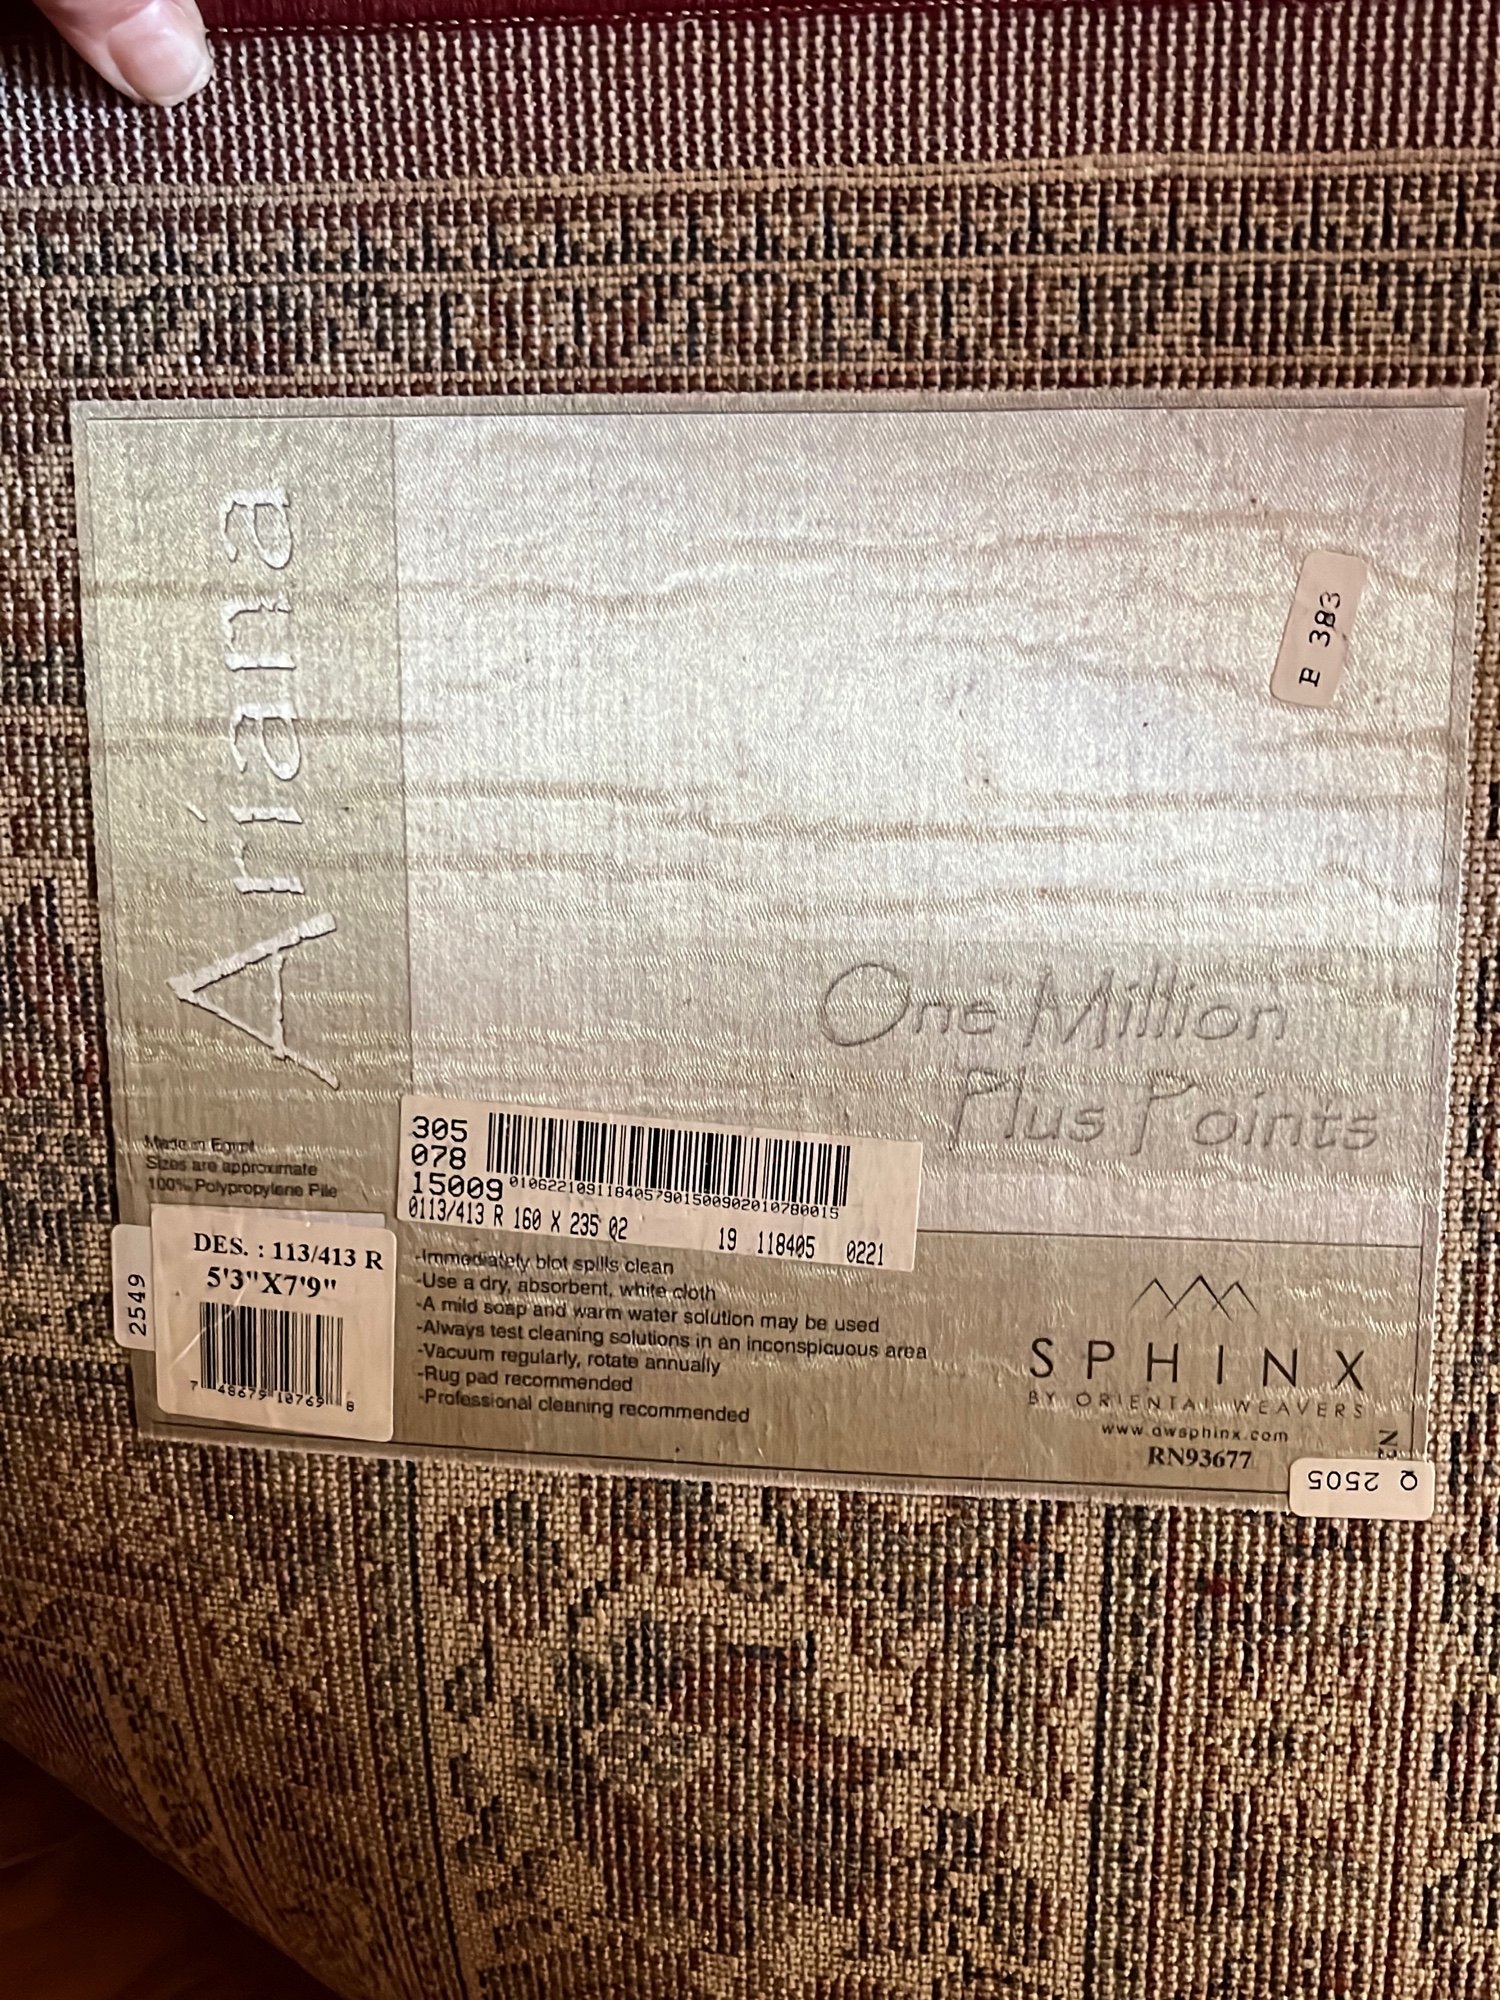 Ariana
E 383
One Million
Plus Points
Made in Egypt
Sizes are approximate
100% Polypropylene Pile
305
078
15009
0106221091184057901500902010780015
0113/413 R 160 X 235 02 19 118405 0221
2549
DES. : 113/413 R
5'3"X7'9"
7 48679 10769 8
-Immediately blot spills clean
-Use a dry, absorbent, white cloth
-A mild soap and warm water solution may be used
-Always test cleaning solutions in an inconspicuous area
-Vacuum regularly, rotate annually
-Rug pad recommended
-Professional cleaning recommended
SPHINX
BY ORIENTAL WEAVERS
www.owsphinx.com
RN93677
Q 2505